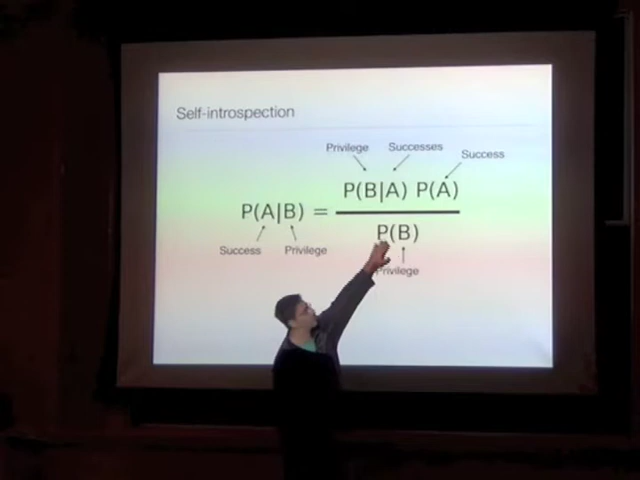 Self-introspection
Privilege Successes Success
P(B|A) P(A)
P(A|B) =
P(B)
Success Privilege
Privilege